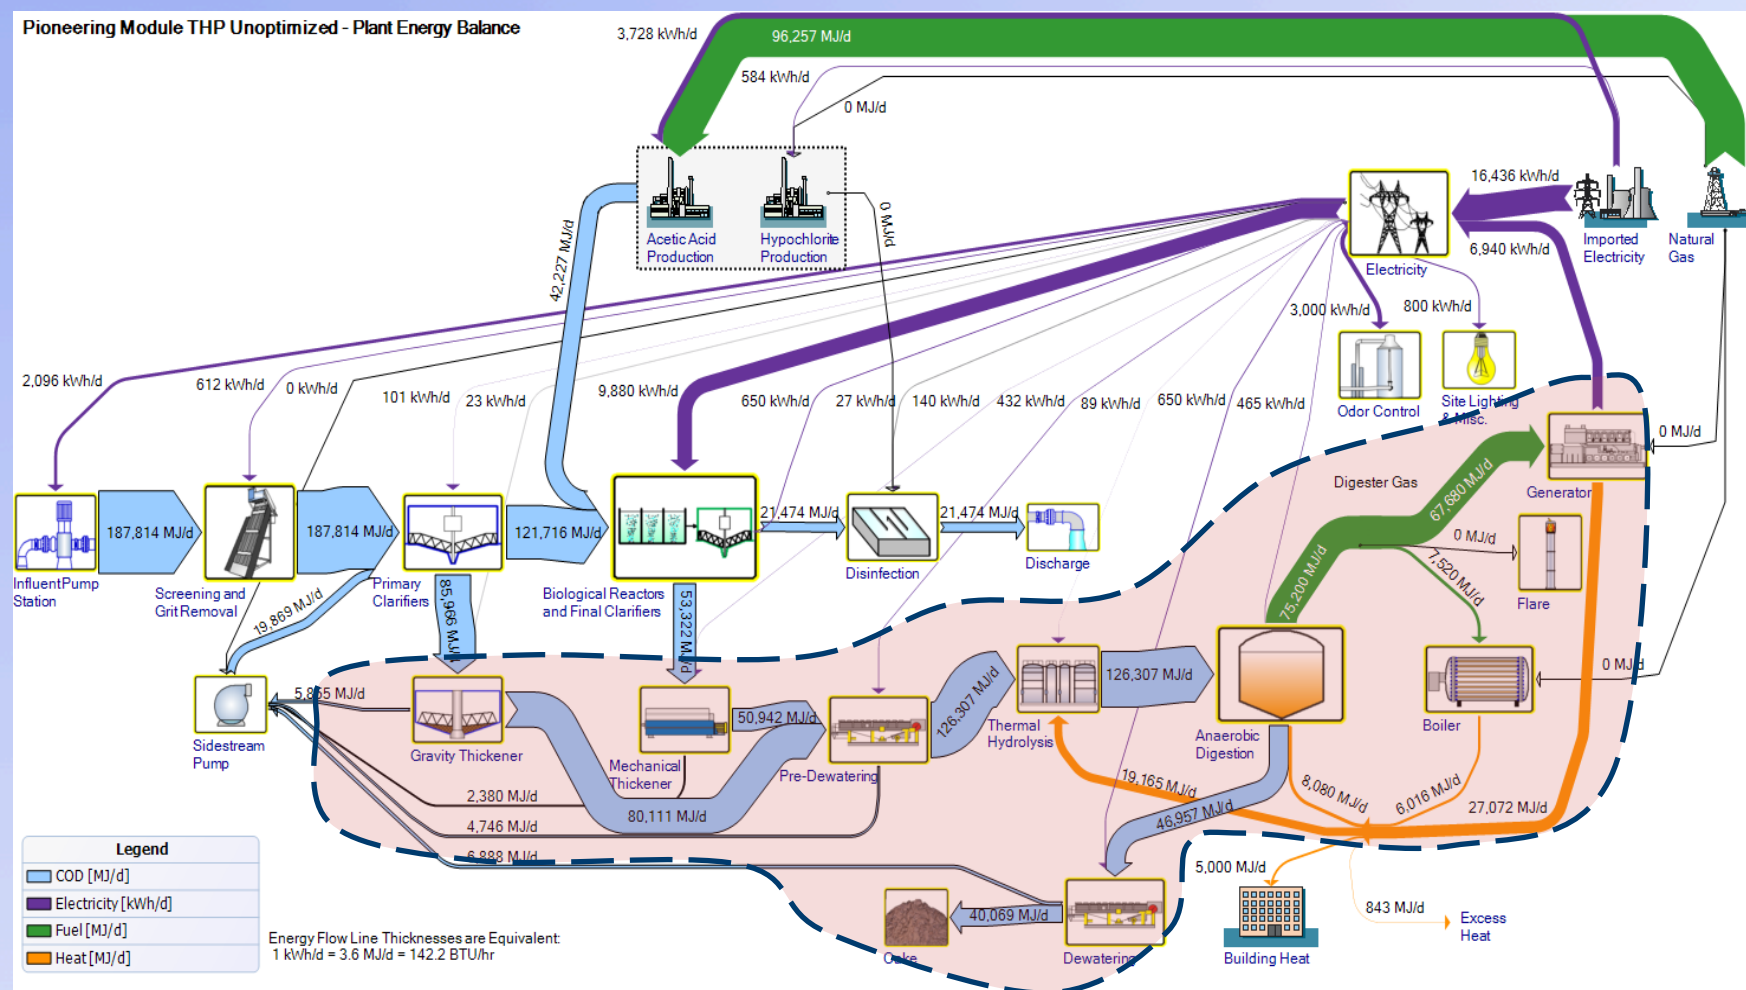 Pioneering Module THP Unoptimized - Plant Energy Balance
3,728 kWh/d
96,257 MJ/d
584 kWh/d
0 MJ/d
Acetic Acid
Production
Hypochlorite
Production
0 MJ/d
42,227 MJ/d
16,436 kWh/d
6,940 kWh/d
Electricity
Imported
Electricity
Natural
Gas
3,000 kWh/d
800 kWh/d
Odor Control
Site Lighting
& Misc.
2,096 kWh/d
612 kWh/d
0 kWh/d
101 kWh/d
23 kWh/d
9,880 kWh/d
650 kWh/d
27 kWh/d
140 kWh/d
432 kWh/d
89 kWh/d
650 kWh/d
465 kWh/d
0 MJ/d
Generator
Digester Gas
67,680 MJ/d
0 MJ/d
7,520 MJ/d
75,200 MJ/d
Flare
187,814 MJ/d
187,814 MJ/d
121,716 MJ/d
21,474 MJ/d
21,474 MJ/d
Influent Pump
Station
Screening and
Grit Removal
Primary
Clarifiers
Biological Reactors
and Final Clarifiers
Disinfection
Discharge
19,869 MJ/d
85,966 MJ/d
53,322 MJ/d
0 MJ/d
Sidestream
Pump
5,855 MJ/d
Gravity Thickener
Mechanical
Thickener
50,942 MJ/d
Pre-Dewatering
126,307 MJ/d
Thermal
Hydrolysis
126,307 MJ/d
Anaerobic
Digestion
Boiler
2,380 MJ/d
4,746 MJ/d
80,111 MJ/d
6,888 MJ/d
19,165 MJ/d
46,957 MJ/d
8,080 MJ/d
6,016 MJ/d
27,072 MJ/d
5,000 MJ/d
843 MJ/d
Excess
Heat
Building Heat
40,069 MJ/d
Cake
Dewatering
Legend
COD [MJ/d]
Electricity [kWh/d]
Fuel [MJ/d]
Heat [MJ/d]
Energy Flow Line Thicknesses are Equivalent:
1 kWh/d = 3.6 MJ/d = 142.2 BTU/hr